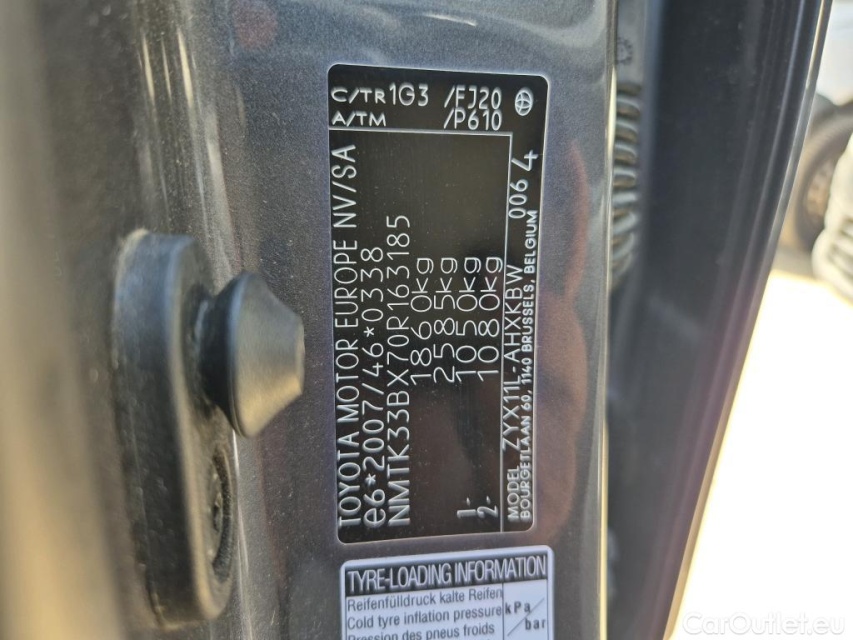 C/TR1G3 /FJ20
A/TM /P610
TOYOTA MOTOR EUROPE NV/SA
e6*2007/46*0338
NMTK33BX70R163185
1860kg
2585kg
1- 1050kg
2- 1080kg
MODEL ZYX11L-AHXKBW 006 4
BOURGETLAAN 60, 1140 BRUSSELS, BELGIUM
TYRE-LOADING INFORMATION
Reifenfülldruck kalte Reifen
Cold tyre inflation pressure
Pression des pneus froids
kPa/bar
CarOutlet.eu